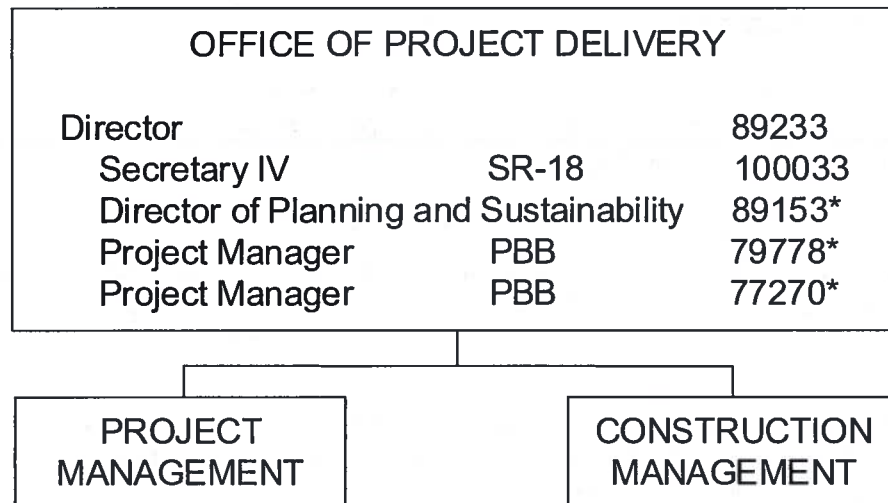 OFFICE OF PROJECT DELIVERY
Director 89233
Secretary IV SR-18 100033
Director of Planning and Sustainability 89153*
Project Manager PBB 79778*
Project Manager PBB 77270*
PROJECT
MANAGEMENT
CONSTRUCTION
MANAGEMENT